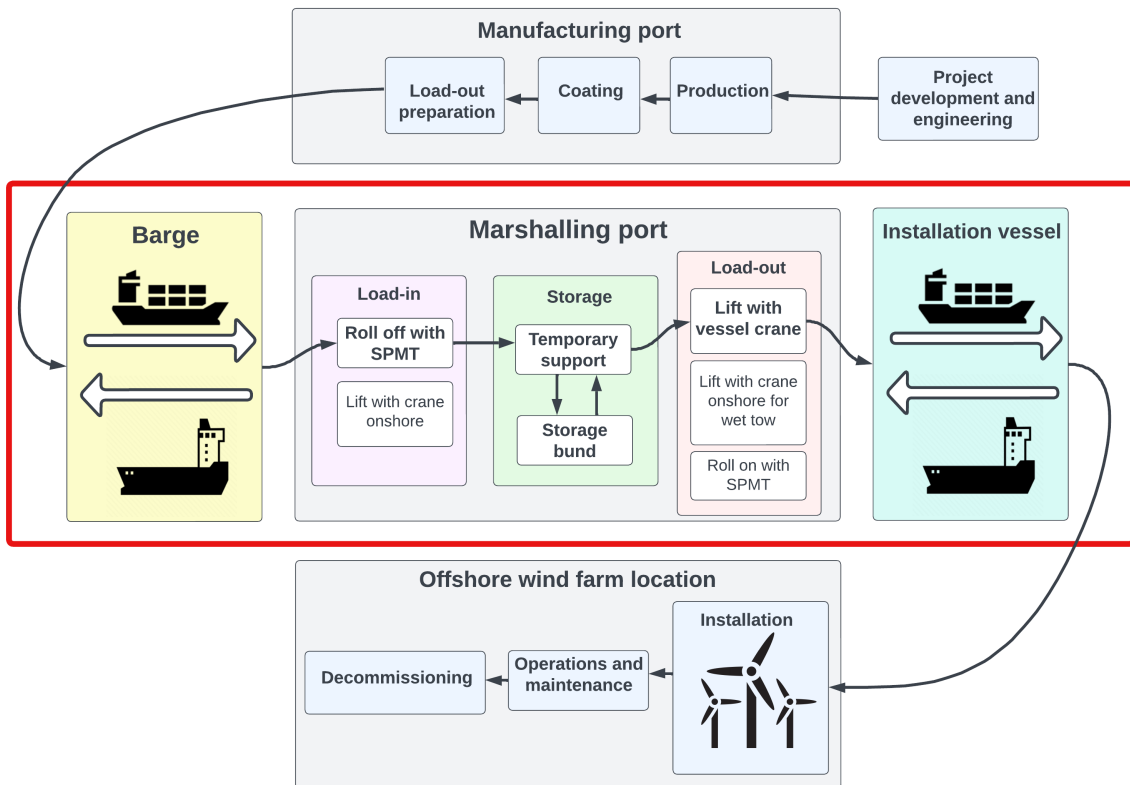 Manufacturing port
Load-out
preparation
Coating
Production
Project
development and
engineering
Barge
Marshalling port
Load-in
Roll off with
SPMT
Lift with crane
onshore
Storage
Temporary
support
Storage
bund
Load-out
Lift with
vessel crane
Lift with crane
onshore for
wet tow
Roll on with
SPMT
Installation vessel
Offshore wind farm location
Decommissioning
Operations and
maintenance
Installation